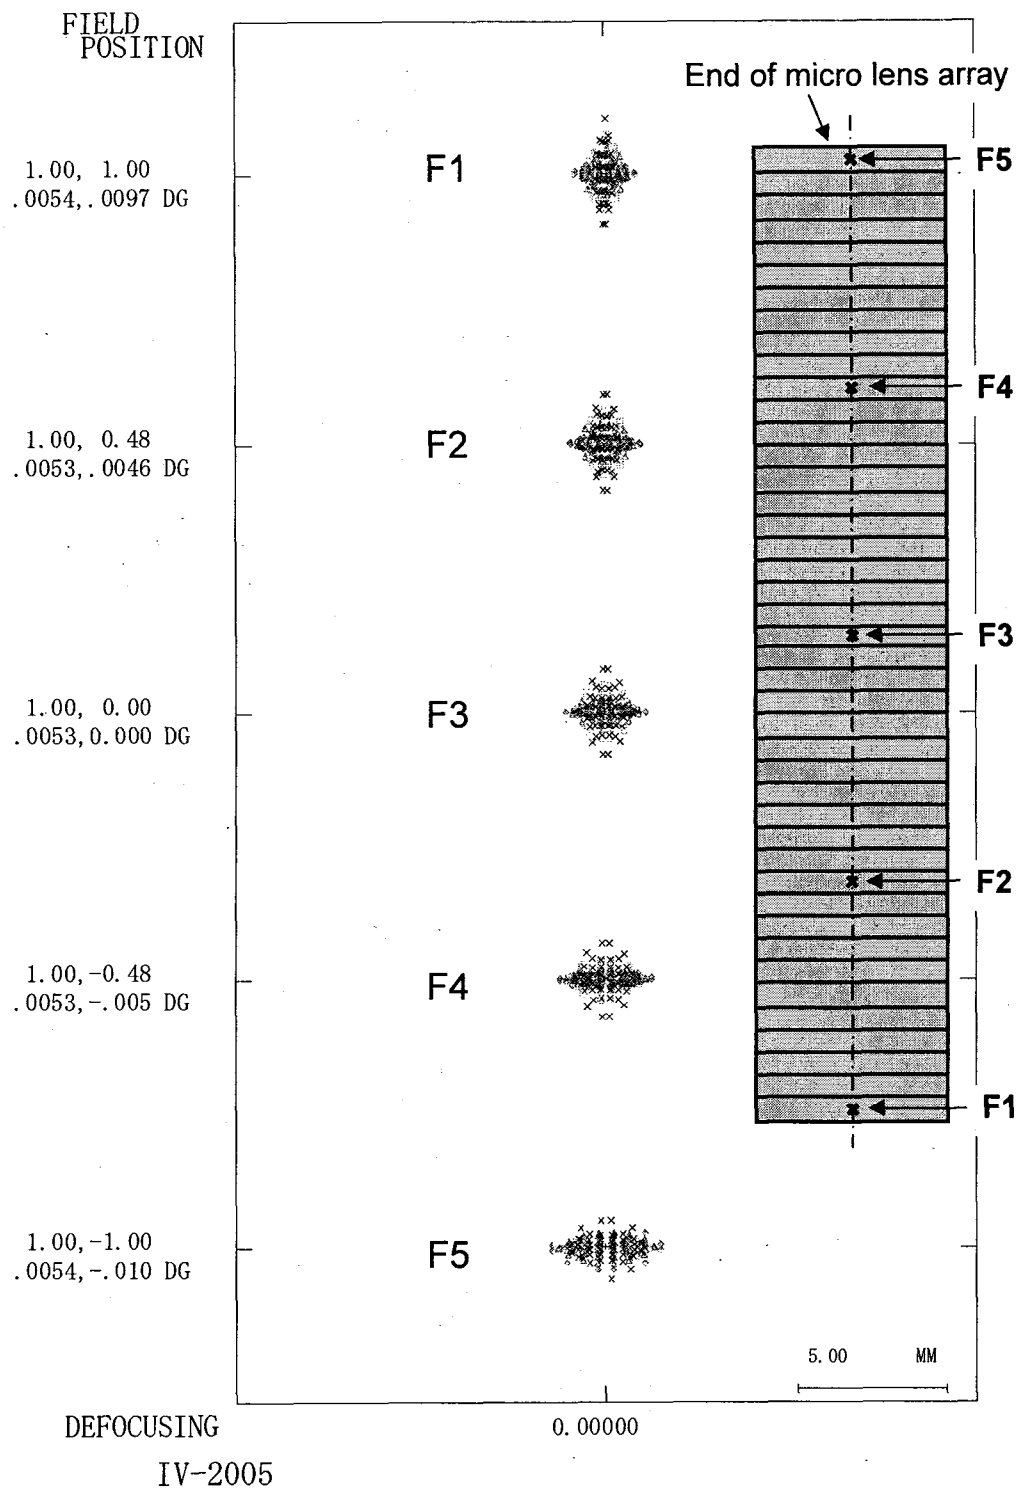 FIELD
POSITION
End of micro lens array
F5
1.00, 1.00
.0054,.0097 DG
F1
F4
1.00, 0.48
.0053,.0046 DG
F2
F3
1.00, 0.00
.0053,0.000 DG
F3
F2
1.00,-0.48
.0053,-.005 DG
F4
F1
1.00,-1.00
.0054,-.010 DG
F5
5.00 MM
DEFOCUSING 0.00000
IV-2005